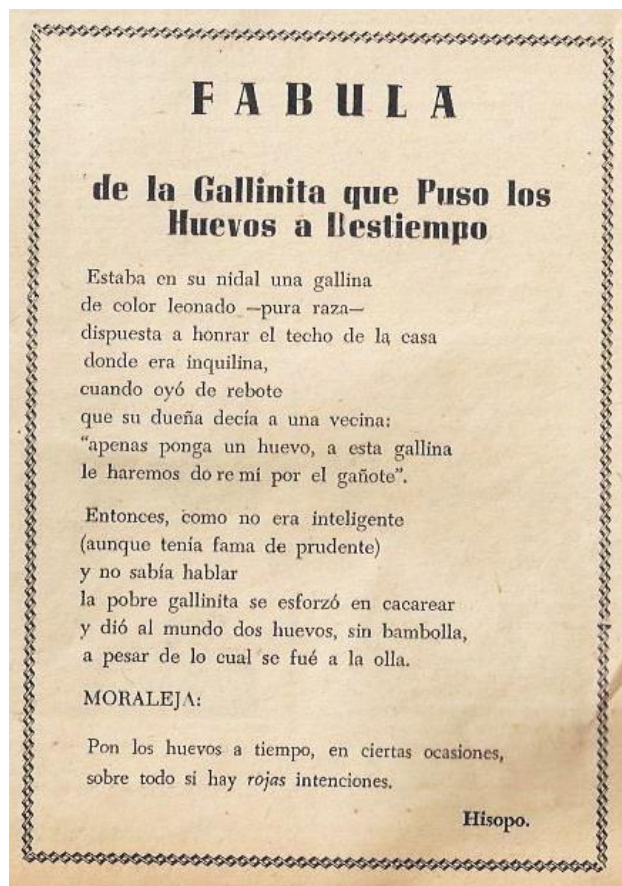 FABULA
de la Gallinita que Puso los
Huevos a Destiempo
Estaba en su nidal una gallina
de color leonado —pura raza—
dispuesta a honrar el techo de la casa
donde era inquilina,
cuando oyó de rebote
que su dueña decía a una vecina:
"apenas ponga un huevo, a esta gallina
le haremos do re mi por el gañote".
Entonces, como no era inteligente
(aunque tenía fama de prudente)
y no sabía hablar
la pobre gallinita se esforzó en cacarear
y dió al mundo dos huevos, sin bambolla,
a pesar de lo cual se fué a la olla.
MORALEJA:
Pon los huevos a tiempo, en ciertas ocasiones,
sobre todo si hay rojas intenciones.
Hisopo.